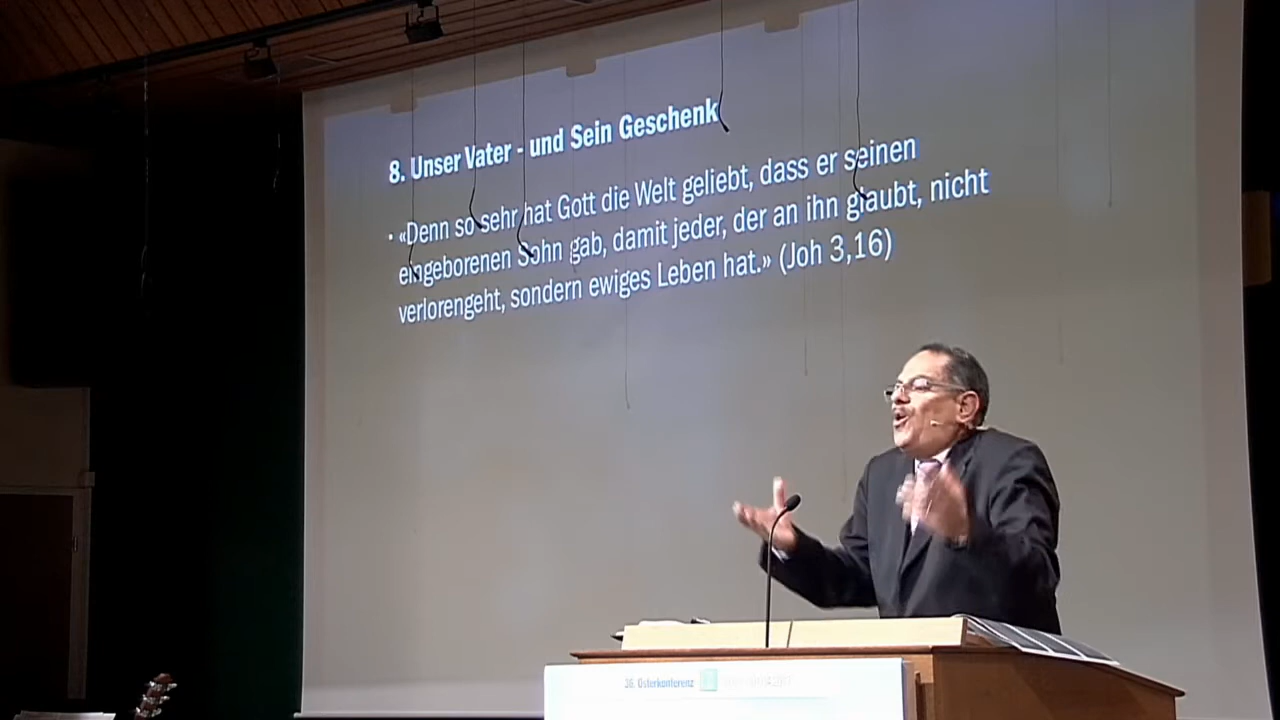 8. Unser Vater - und Sein Geschenk
· «Denn so sehr hat Gott die Welt geliebt, dass er seinen
eingeborenen Sohn gab, damit jeder, der an ihn glaubt, nicht
verlorengeht, sondern ewiges Leben hat.» (Joh 3,16)
36. Osterkonferenz